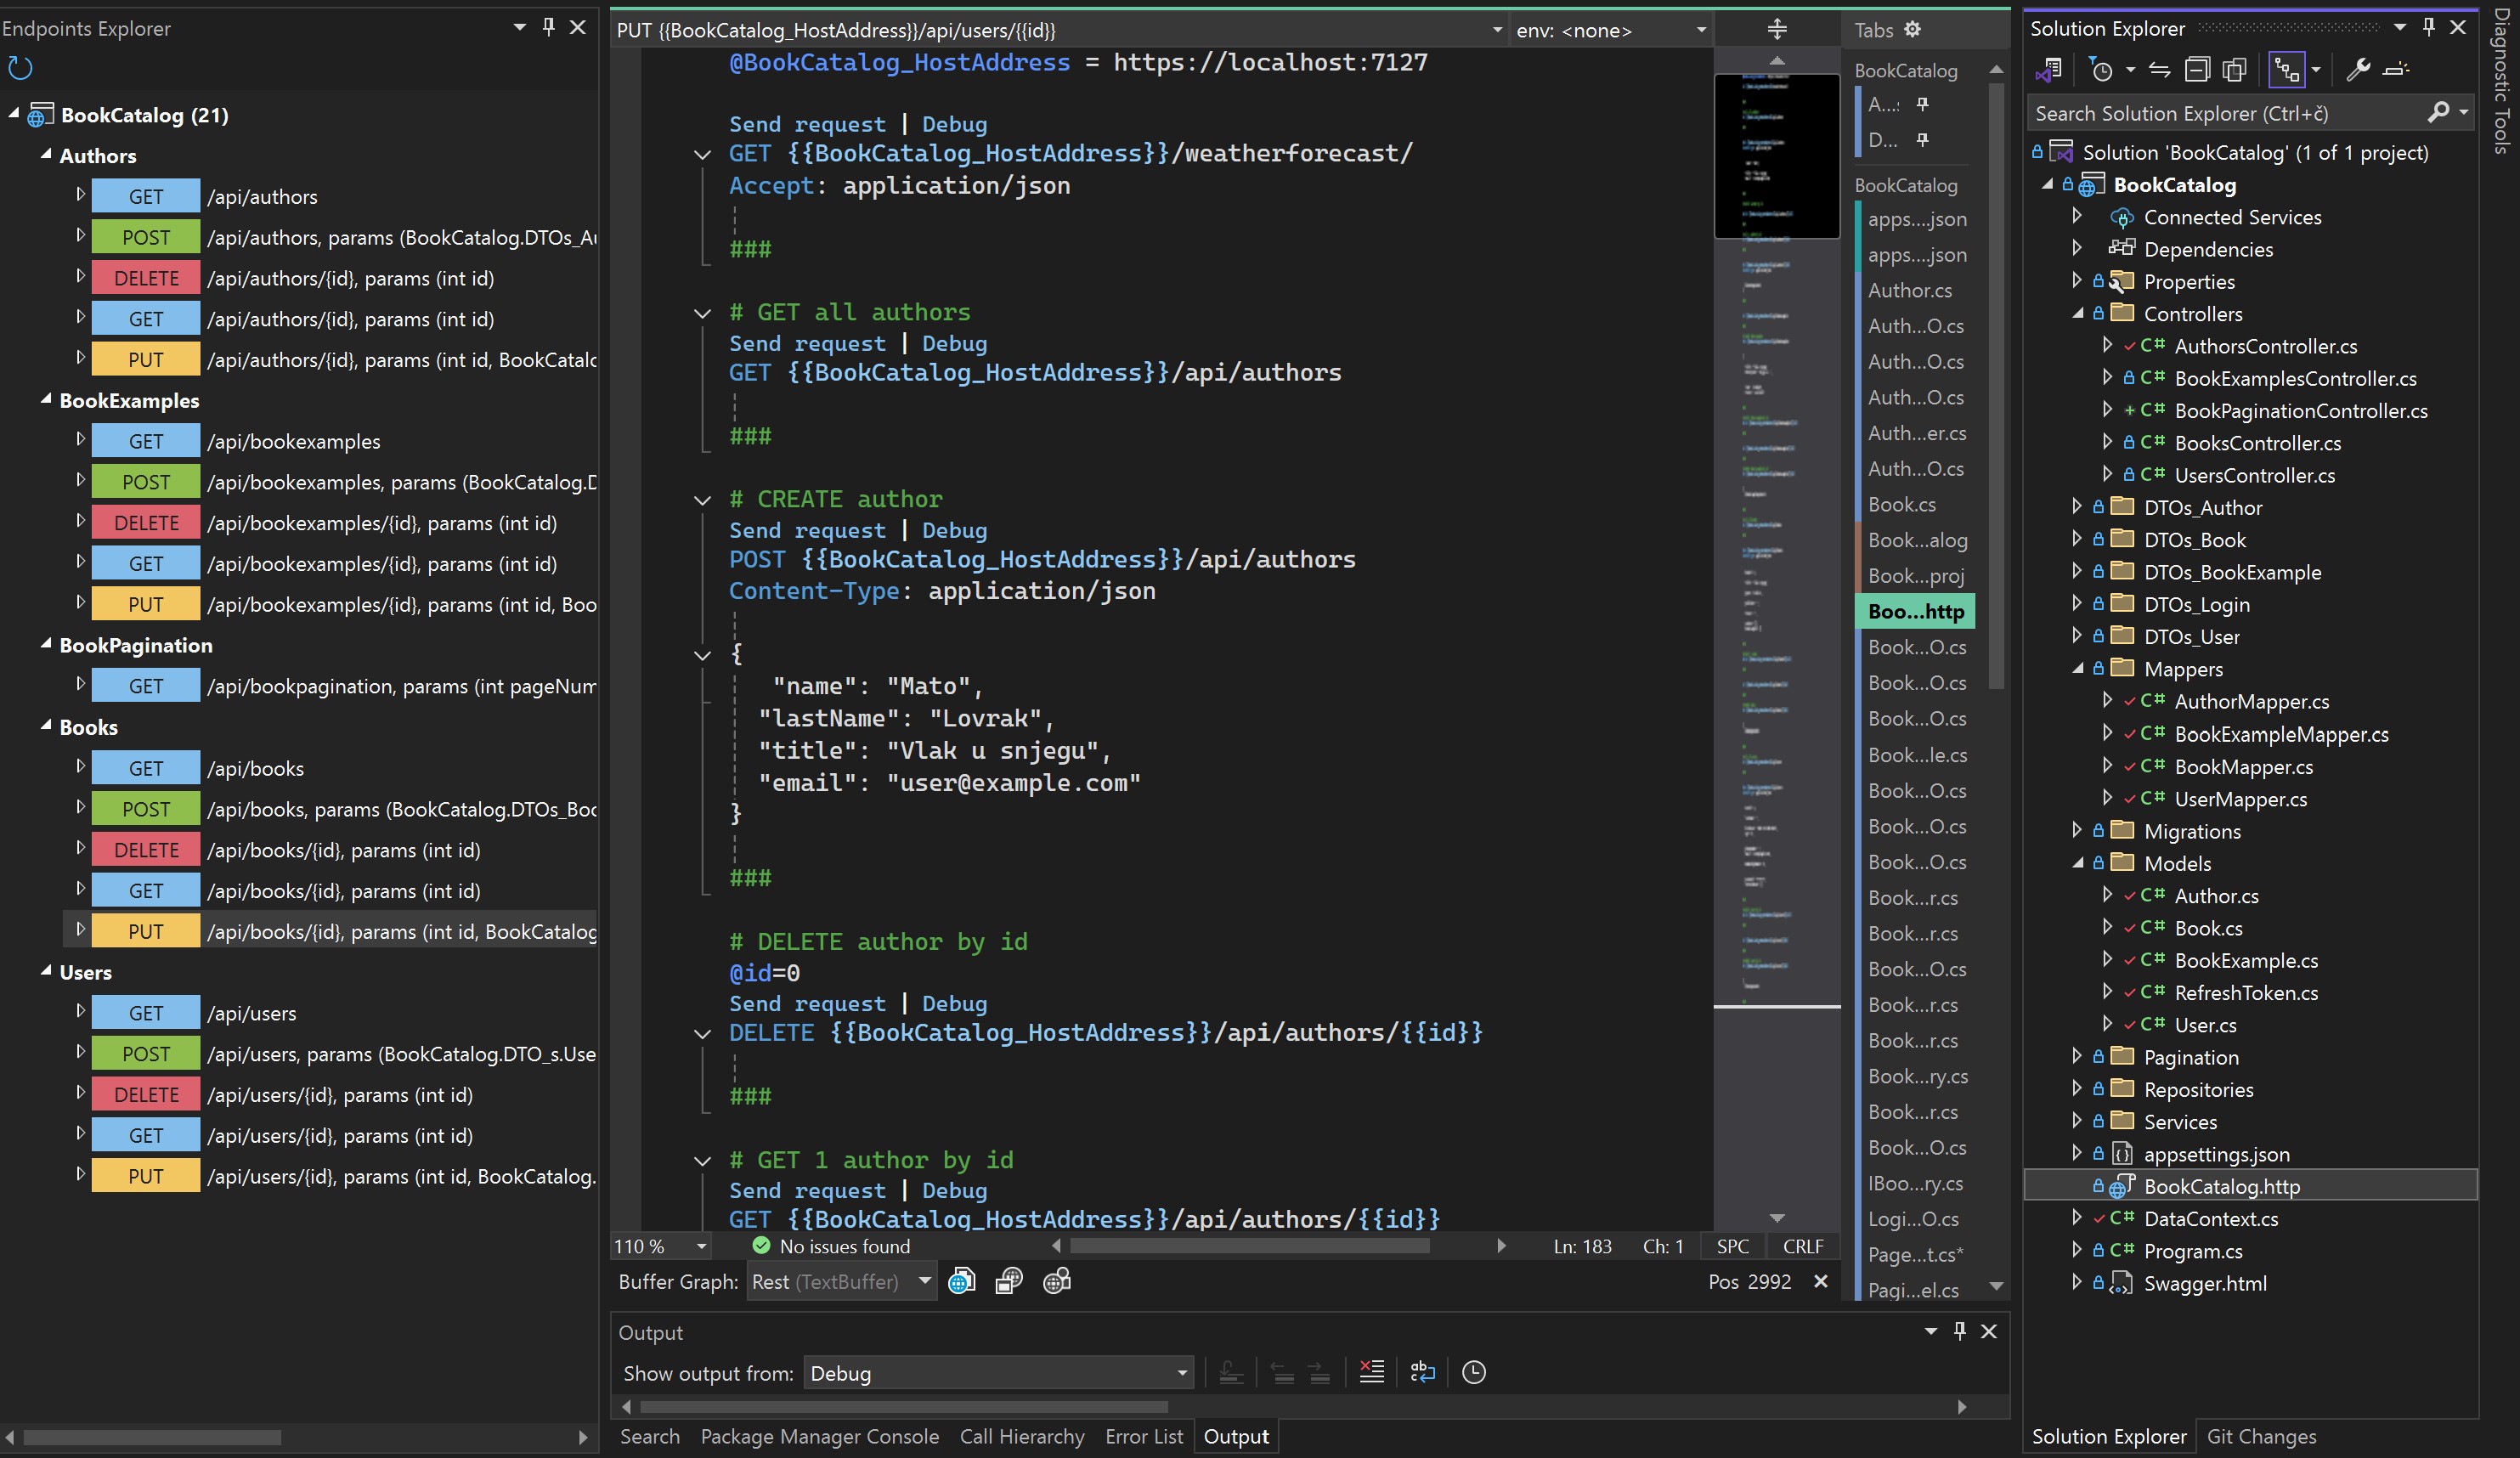 Endpoints Explorer
BookCatalog (21)
Authors
GET /api/authors
POST /api/authors, params (BookCatalog.DTOs_Au
DELETE /api/authors/{id}, params (int id)
GET /api/authors/{id}, params (int id)
PUT /api/authors/{id}, params (int id, BookCatalo
BookExamples
GET /api/bookexamples
POST /api/bookexamples, params (BookCatalog.D
DELETE /api/bookexamples/{id}, params (int id)
GET /api/bookexamples/{id}, params (int id)
PUT /api/bookexamples/{id}, params (int id, Boo
BookPagination
GET /api/bookpagination, params (int pageNum
Books
GET /api/books
POST /api/books, params (BookCatalog.DTOs_Boo
DELETE /api/books/{id}, params (int id)
GET /api/books/{id}, params (int id)
PUT /api/books/{id}, params (int id, BookCatalog
Users
GET /api/users
POST /api/users, params (BookCatalog.DTO_s.Use
DELETE /api/users/{id}, params (int id)
GET /api/users/{id}, params (int id)
PUT /api/users/{id}, params (int id, BookCatalog.
PUT {{BookCatalog_HostAddress}}/api/users/{{id}} env: <none>
@BookCatalog_HostAddress = https://localhost:7127
Send request | Debug
GET {{BookCatalog_HostAddress}}/weatherforecast/
Accept: application/json
###
# GET all authors
Send request | Debug
GET {{BookCatalog_HostAddress}}/api/authors
###
# CREATE author
Send request | Debug
POST {{BookCatalog_HostAddress}}/api/authors
Content-Type: application/json
{
"name": "Mato",
"lastName": "Lovrak",
"title": "Vlak u snjegu",
"email": "user@example.com"
}
###
# DELETE author by id
@id=0
Send request | Debug
DELETE {{BookCatalog_HostAddress}}/api/authors/{{id}}
###
# GET 1 author by id
Send request | Debug
GET {{BookCatalog_HostAddress}}/api/authors/{{id}}
110 % No issues found Ln: 183 Ch: 1 SPC CRLF
Buffer Graph: Rest (TextBuffer) Pos 2992
Tabs
BookCatalog
A...
D...
BookCatalog
apps....json
apps....json
Author.cs
Auth...O.cs
Auth...O.cs
Auth...O.cs
Auth...er.cs
Auth...O.cs
Book.cs
Book...alog
Book...proj
Boo...http
Book...O.cs
Book...O.cs
Book...O.cs
Book...le.cs
Book...O.cs
Book...O.cs
Book...O.cs
Book...r.cs
Book...r.cs
Book...O.cs
Book...r.cs
Book...r.cs
Book...ry.cs
Book...r.cs
Book...O.cs
IBoo...ry.cs
Logi...O.cs
Page...t.cs*
Pagi...el.cs
Output
Show output from: Debug
Search Package Manager Console Call Hierarchy Error List Output
Solution Explorer
Search Solution Explorer (Ctrl+č)
Solution 'BookCatalog' (1 of 1 project)
BookCatalog
Connected Services
Dependencies
Properties
Controllers
C# AuthorsController.cs
C# BookExamplesController.cs
C# BookPaginationController.cs
C# BooksController.cs
C# UsersController.cs
DTOs_Author
DTOs_Book
DTOs_BookExample
DTOs_Login
DTOs_User
Mappers
C# AuthorMapper.cs
C# BookExampleMapper.cs
C# BookMapper.cs
C# UserMapper.cs
Migrations
Models
C# Author.cs
C# Book.cs
C# BookExample.cs
C# RefreshToken.cs
C# User.cs
Pagination
Repositories
Services
appsettings.json
BookCatalog.http
C# DataContext.cs
C# Program.cs
Swagger.html
Solution Explorer Git Changes
Diagnostic Tools